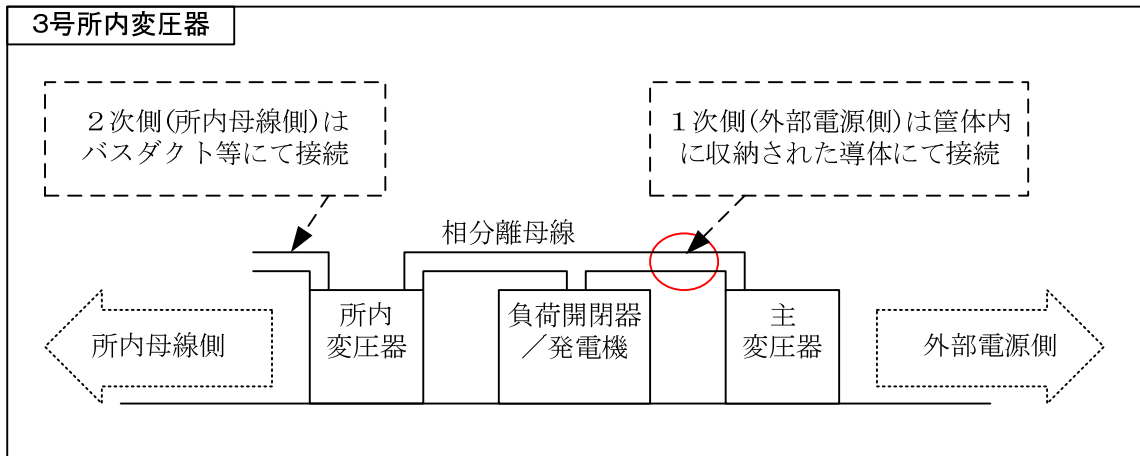 3号所内変圧器
2次側(所内母線側)は
バスダクト等にて接続
1次側(外部電源側)は筐体内
に収納された導体にて接続
相分離母線
所内母線側
所内
変圧器
負荷開閉器
/発電機
主
変圧器
外部電源側